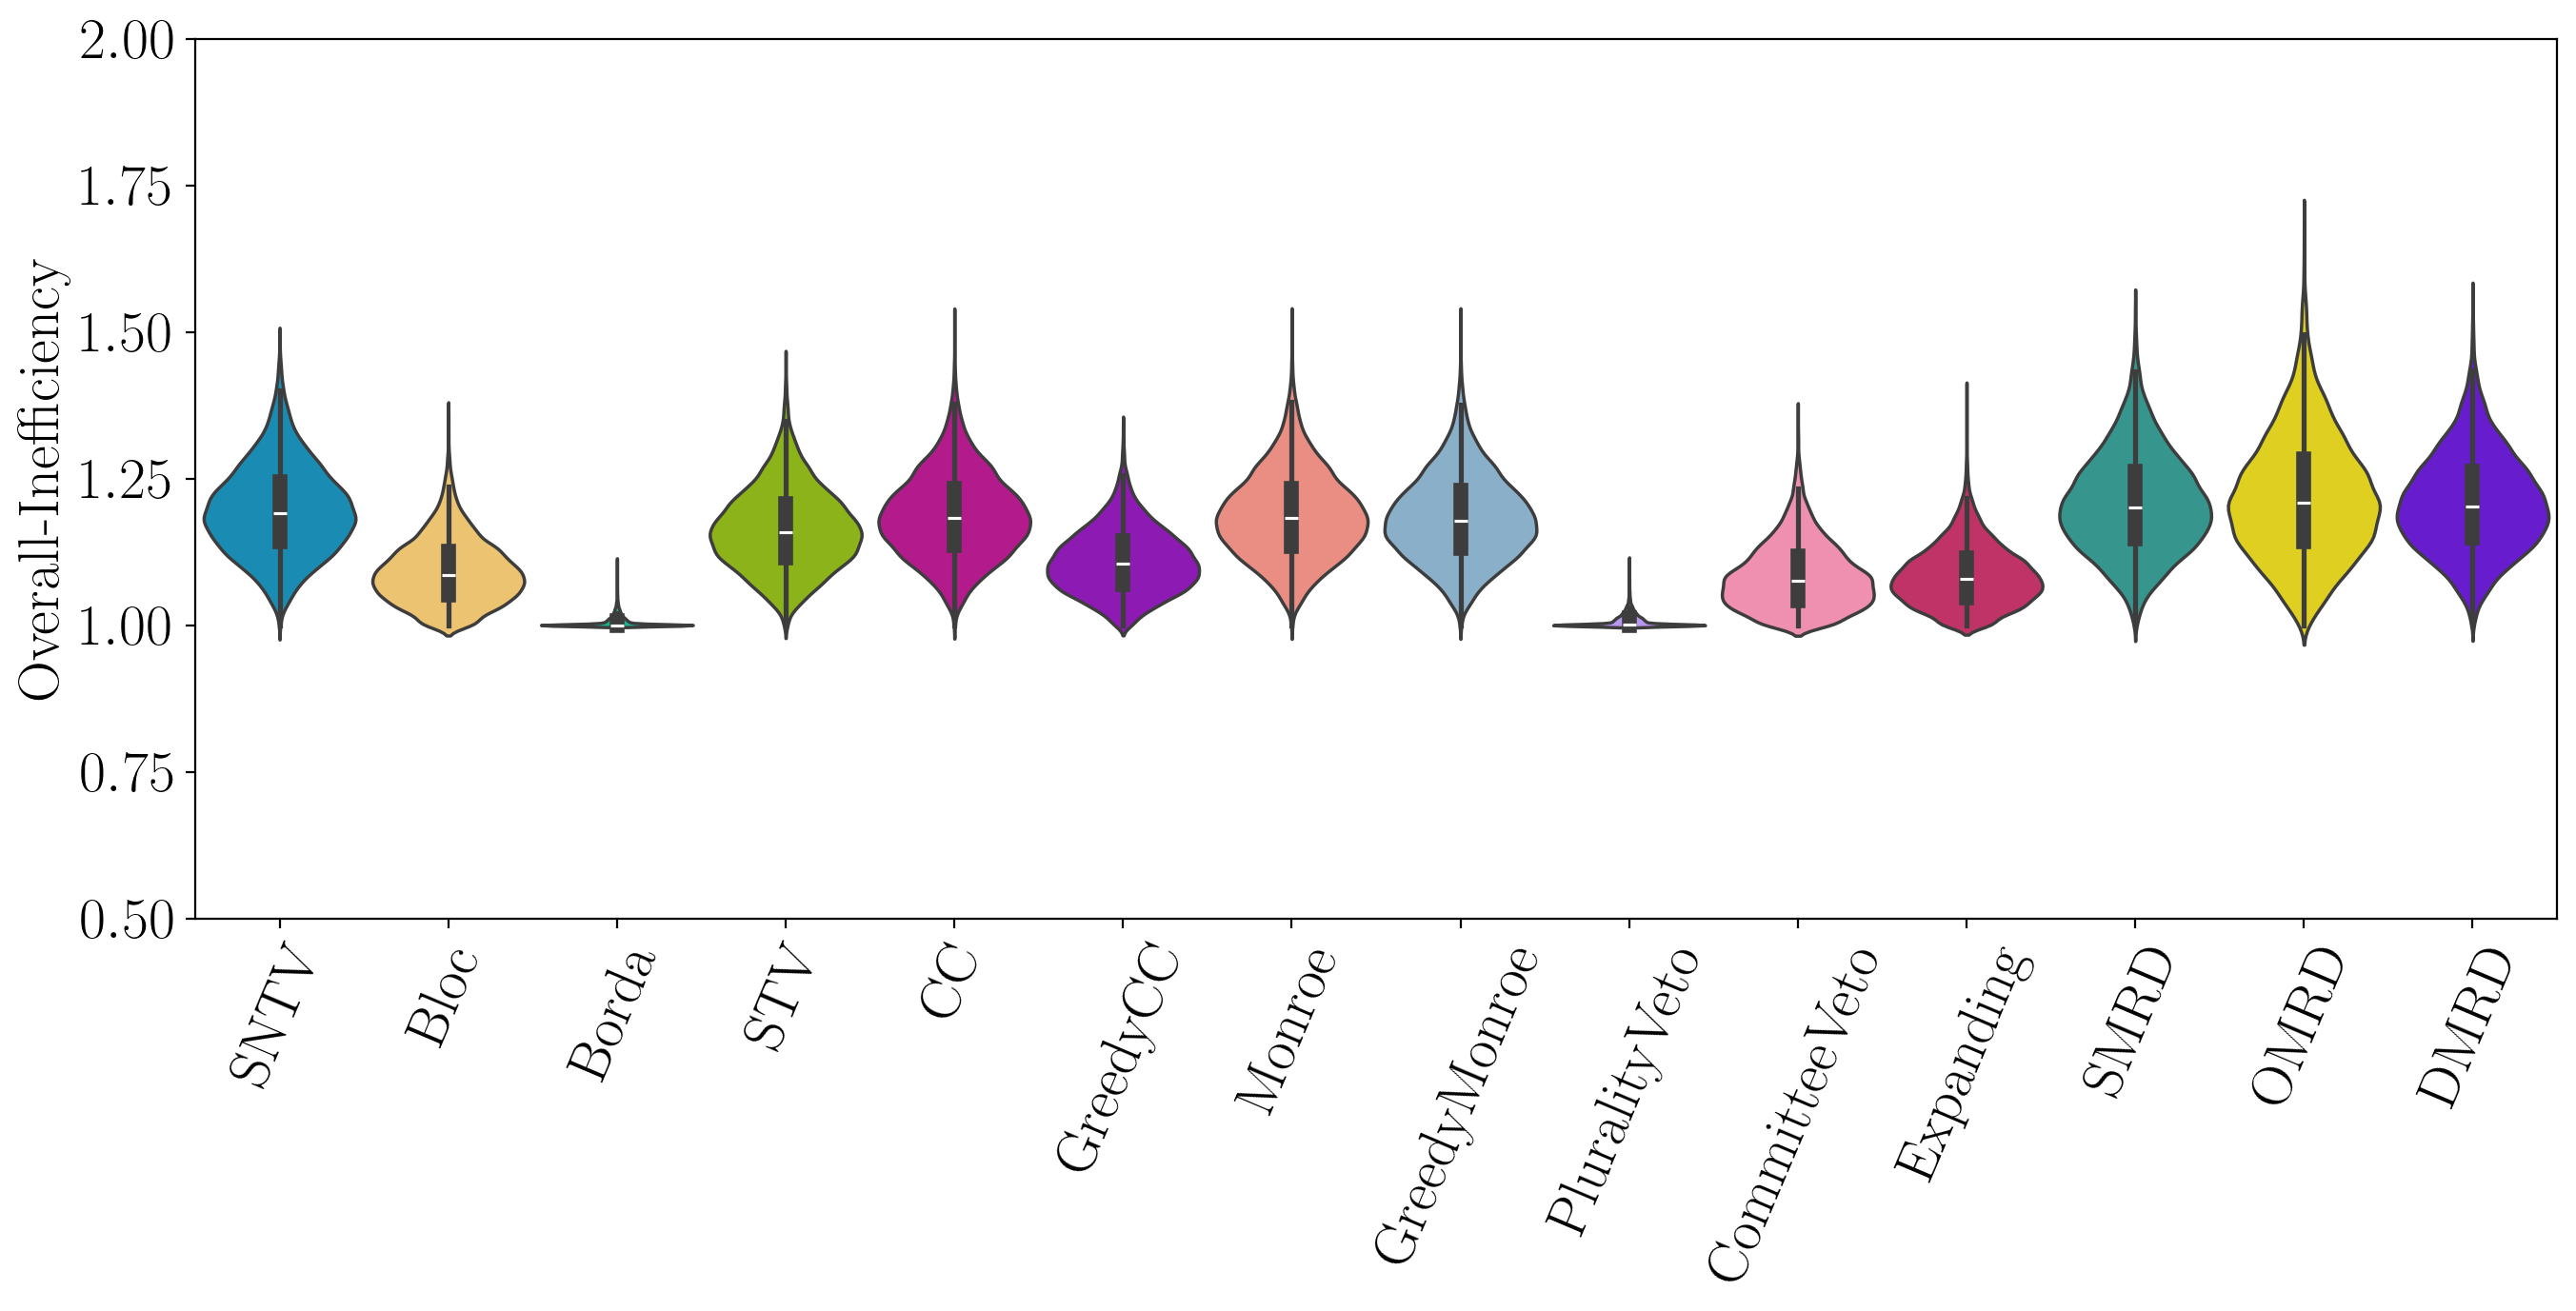 Overall-Inefficiency
2.00
1.75
1.50
1.25
1.00
0.75
0.50
SNTV
Bloc
Borda
STV
CC
GreedyCC
Monroe
GreedyMonroe
PluralityVeto
CommitteeVeto
Expanding
SMRD
OMRD
DMRD